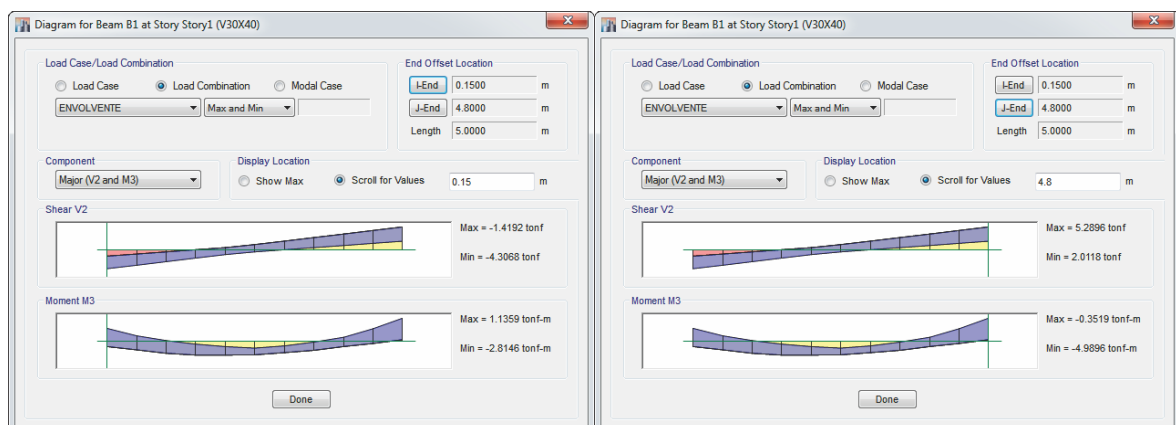 Diagram for Beam B1 at Story Story1 (V30X40)
Load Case/Load Combination
Load Case Load Combination Modal Case
ENVOLVENTE Max and Min
End Offset Location
I-End 0.1500 m
J-End 4.8000 m
Length 5.0000 m
Component
Major (V2 and M3)
Display Location
Show Max Scroll for Values 0.15 m
Shear V2
Max = -1.4192 tonf
Min = -4.3068 tonf
Moment M3
Max = 1.1359 tonf-m
Min = -2.8146 tonf-m
Done
Diagram for Beam B1 at Story Story1 (V30X40)
Load Case/Load Combination
Load Case Load Combination Modal Case
ENVOLVENTE Max and Min
End Offset Location
I-End 0.1500 m
J-End 4.8000 m
Length 5.0000 m
Component
Major (V2 and M3)
Display Location
Show Max Scroll for Values 4.8 m
Shear V2
Max = 5.2896 tonf
Min = 2.0118 tonf
Moment M3
Max = -0.3519 tonf-m
Min = -4.9896 tonf-m
Done